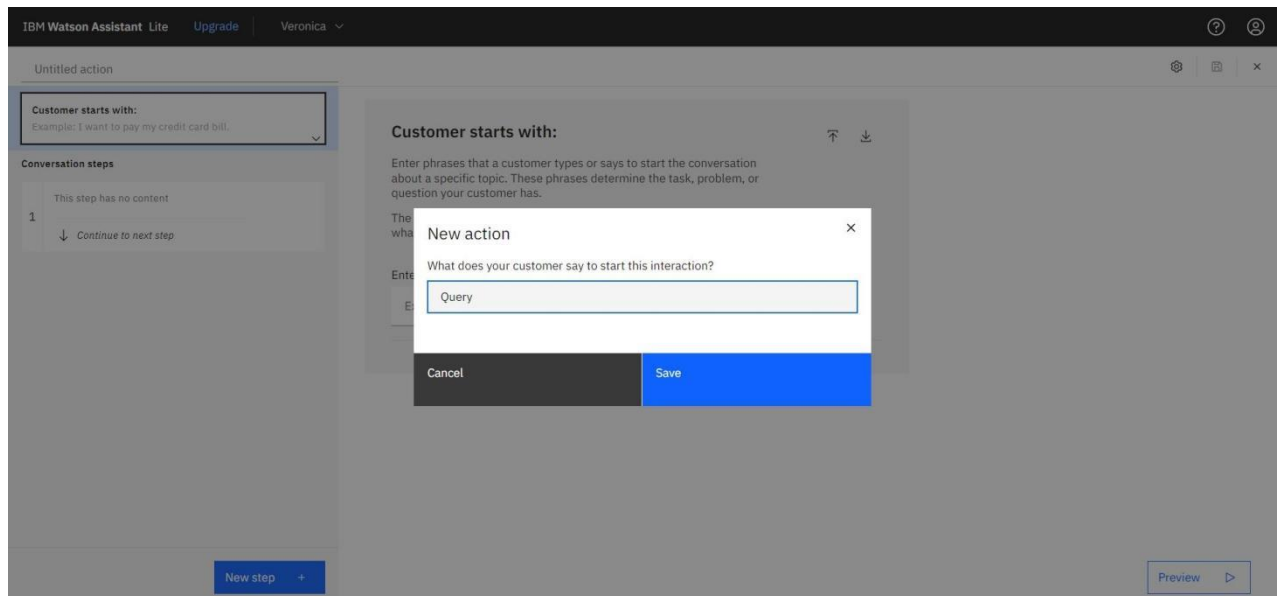 IBM Watson Assistant Lite Upgrade Veronica
Untitled action
Customer starts with:
Example: I want to pay my credit card bill.
Conversation steps
1
This step has no content
Continue to next step
New step +
Customer starts with:
Enter phrases that a customer types or says to start the conversation
about a specific topic. These phrases determine the task, problem, or
question your customer has.
The
wha
Ente
E
New action
What does your customer say to start this interaction?
Query
Cancel Save
Preview